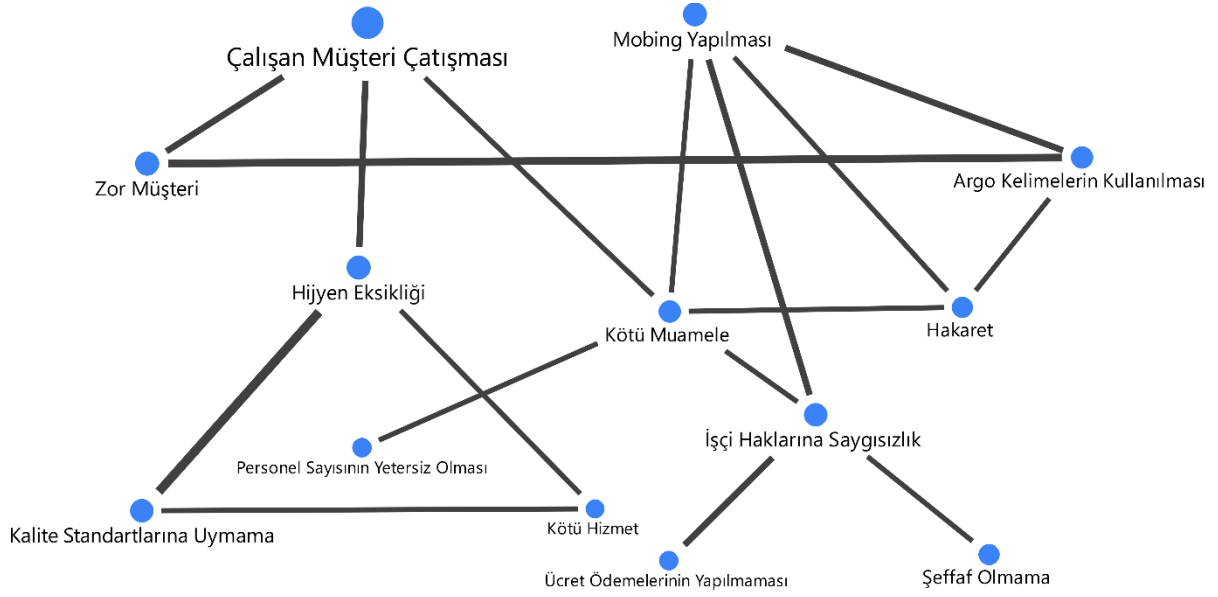 Mobing Yapılması
Çalışan Müşteri Çatışması
Zor Müşteri
Argo Kelimelerin Kullanılması
Hijyen Eksikliği
Kötü Muamele
Hakaret
İşçi Haklarına Saygısızlık
Personel Sayısının Yetersiz Olması
Kalite Standartlarına Uymama
Kötü Hizmet
Ücret Ödemelerinin Yapılmaması
Şeffaf Olmama